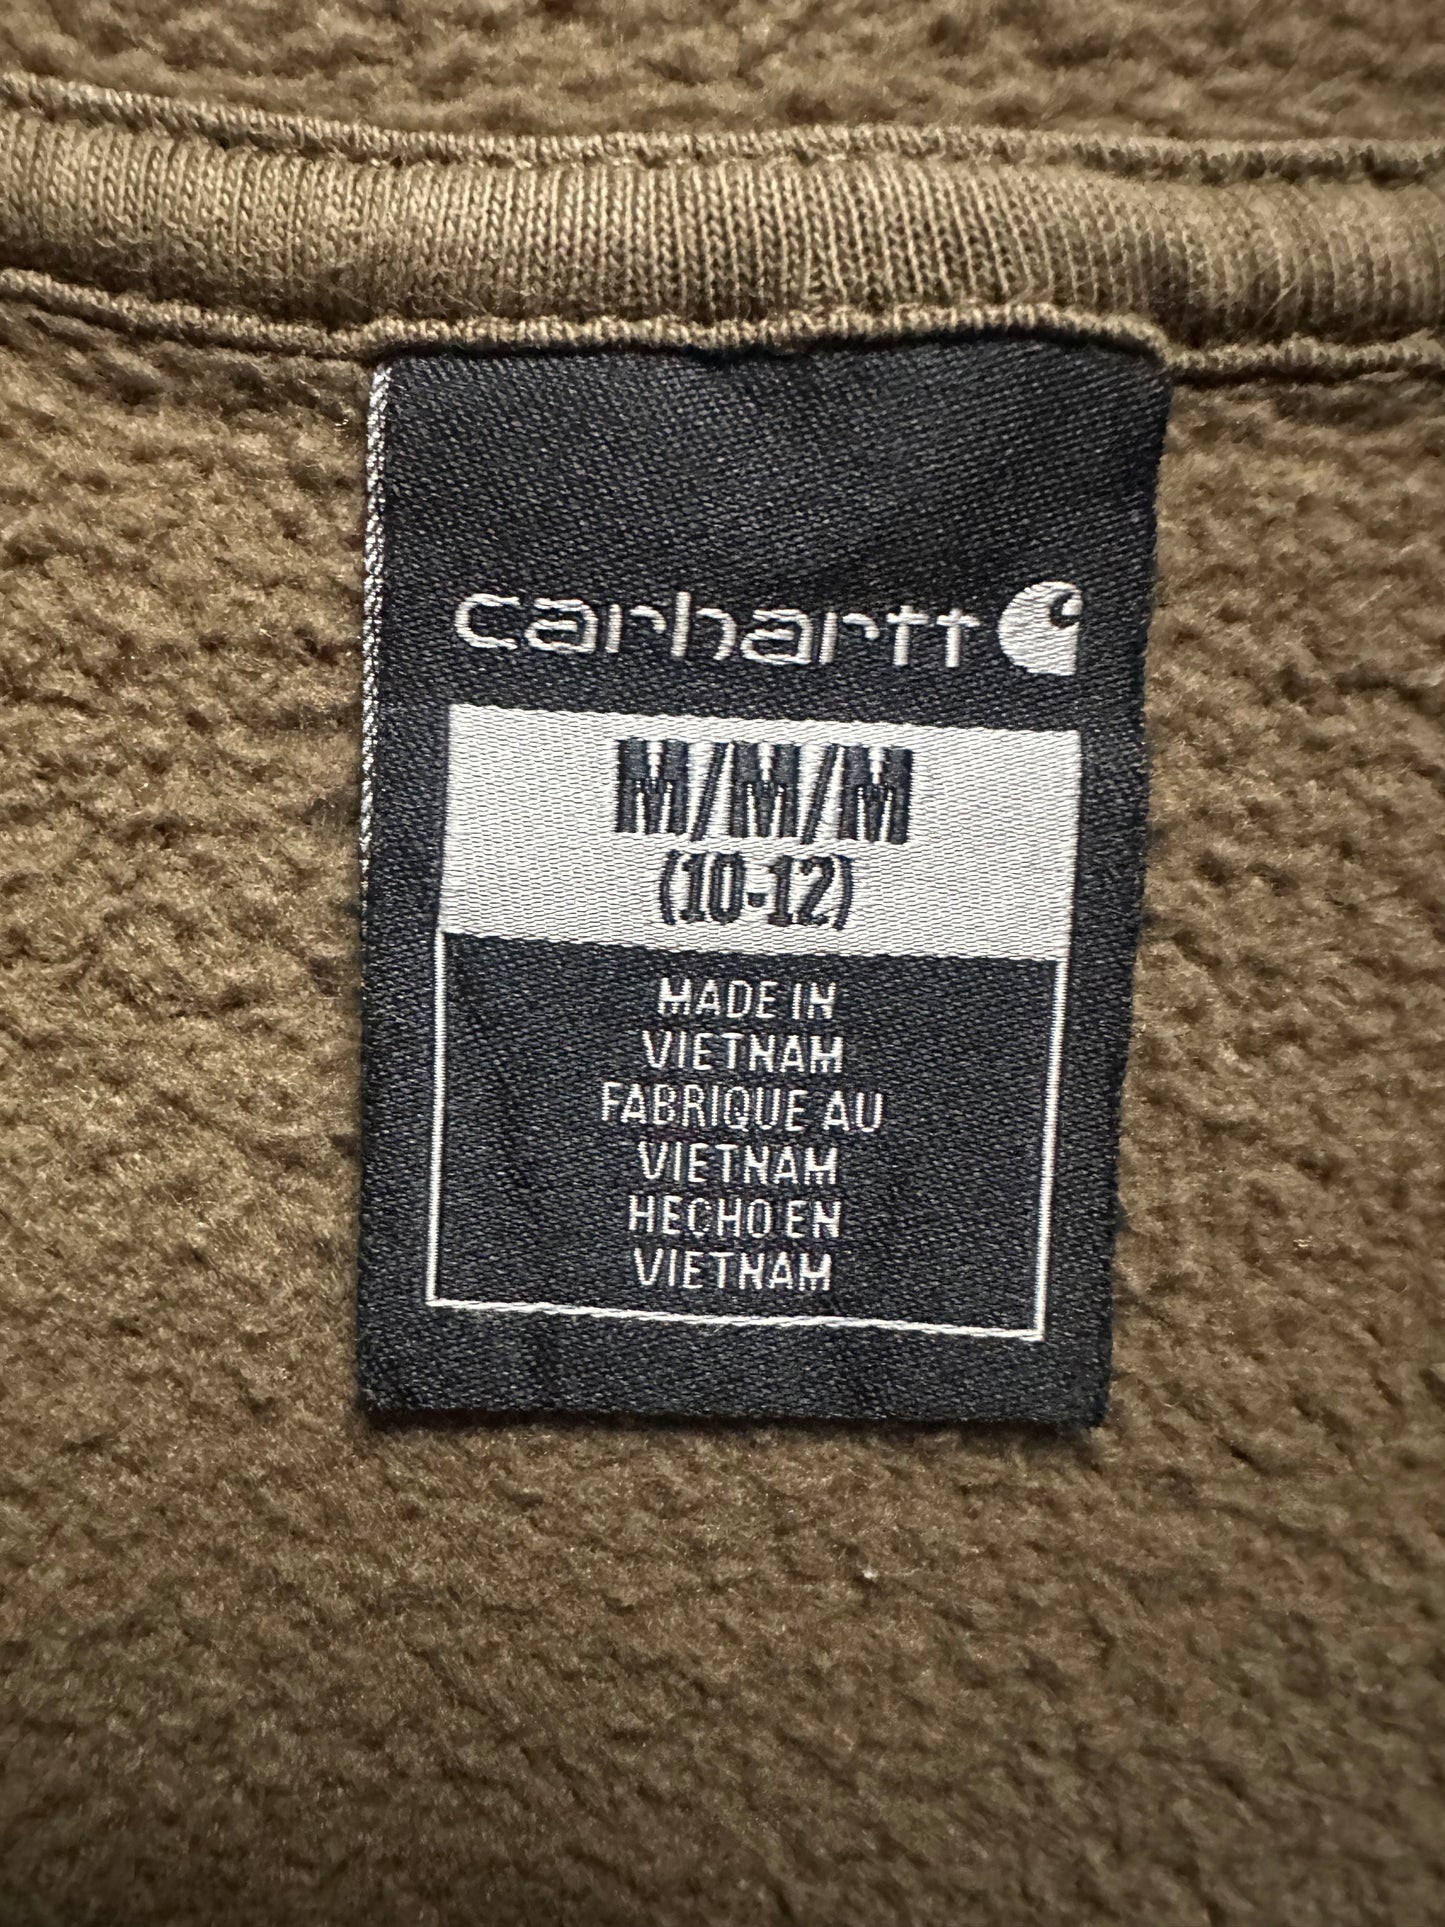 carhartt
M/M/M
(10-12)
MADE IN
VIETNAM
FABRIQUE AU
VIETNAM
HECHO EN
VIETNAM